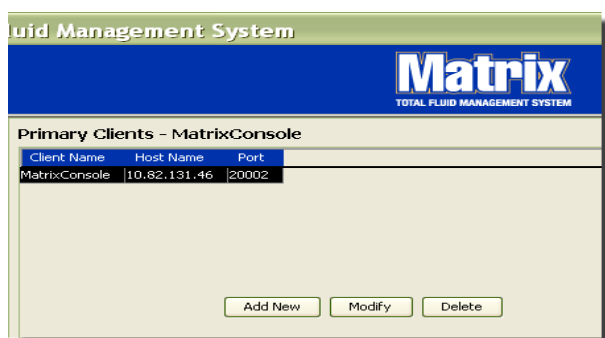 uid Management System
Matrix
TOTAL FLUID MANAGEMENT SYSTEM
Primary Clients - MatrixConsole
Client Name Host Name Port
MatrixConsole 10.82.131.46 20002
Add New Modify Delete